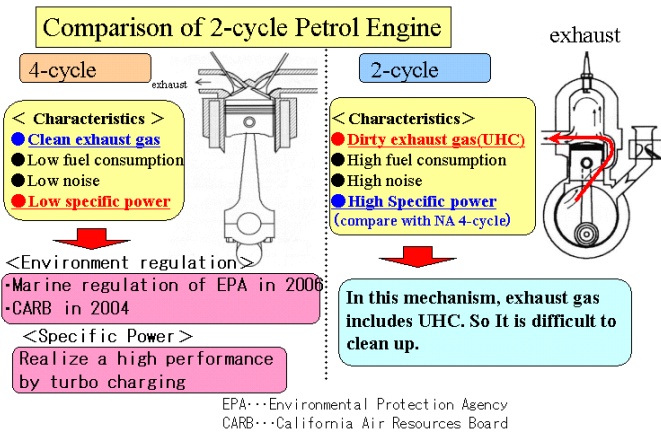 Comparison of 2-cycle Petrol Engine
4-cycle
exhaust
< Characteristics >
●Clean exhaust gas
●Low fuel consumption
●Low noise
●Low specific power
<Environment regulation>
・Marine regulation of EPA in 2006
・CARB in 2004
<Specific Power>
Realize a high performance
by turbo charging
2-cycle
exhaust
<Characteristics>
●Dirty exhaust gas(UHC)
●High fuel consumption
●High noise
●High Specific power
(compare with NA 4-cycle)
In this mechanism, exhaust gas
includes UHC. So It is difficult to
clean up.
EPA･･･Environmental Protection Agency
CARB･･･California Air Resources Board